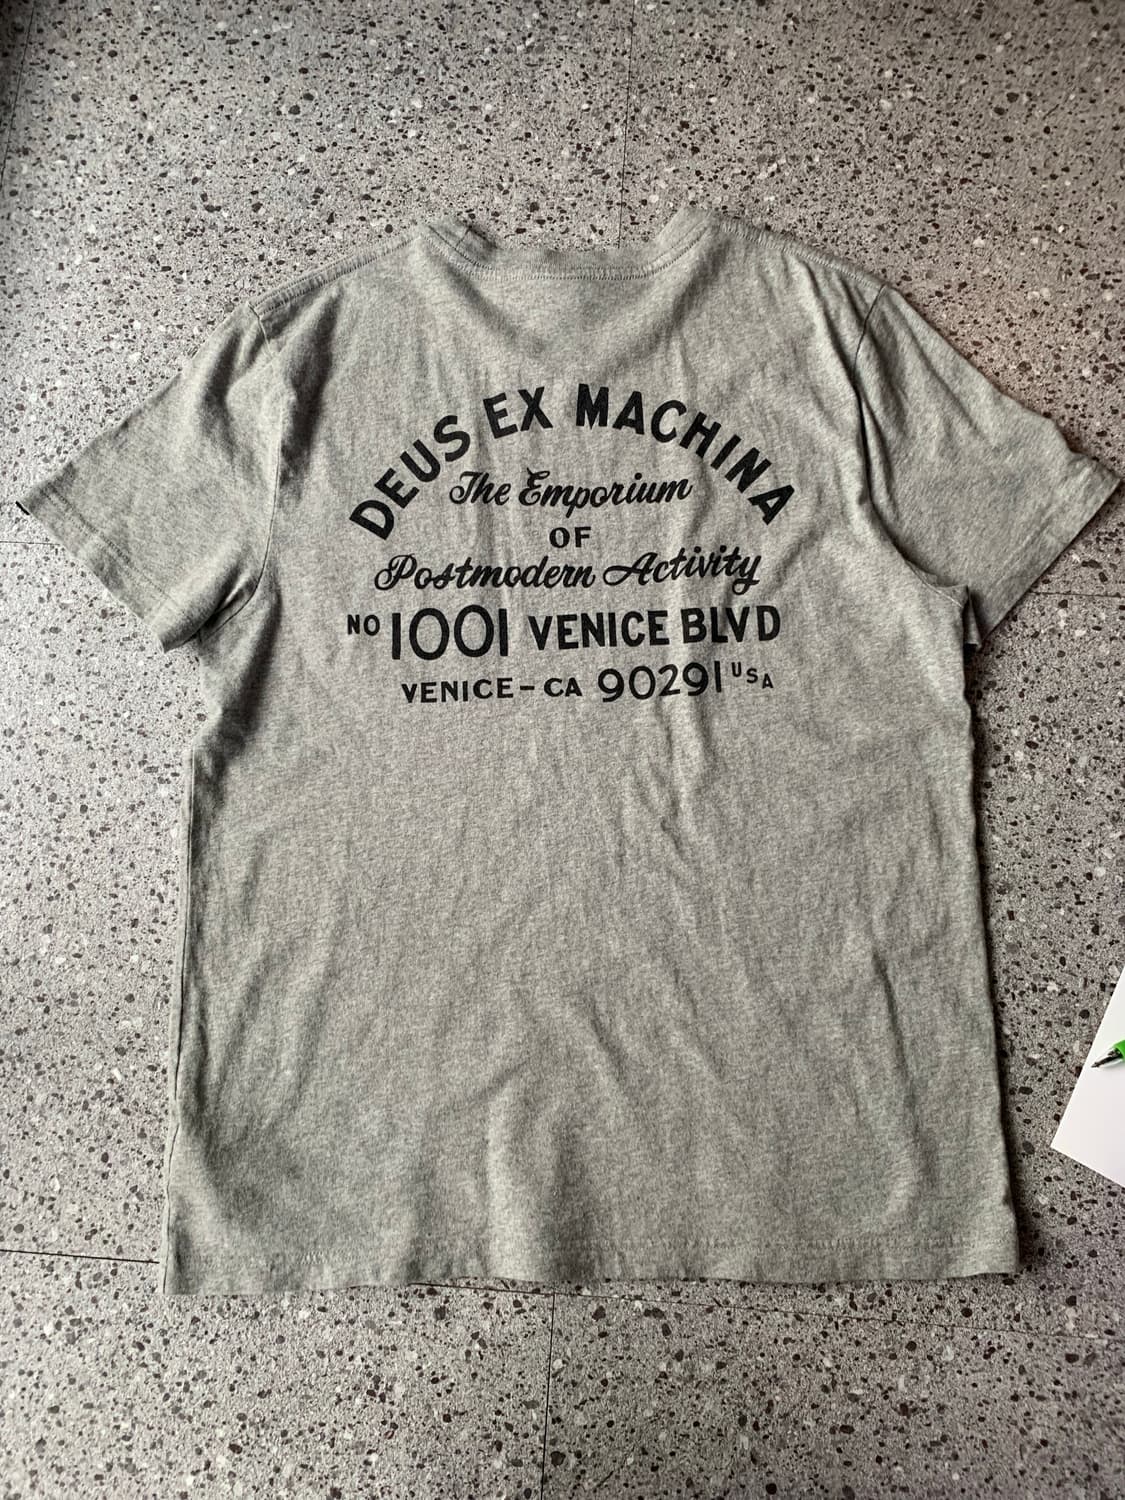 DEUS EX MACHINA
The Emporium
OF
Postmodern Activity
NO 1001 VENICE BLVD
VENICE - CA 90291 USA